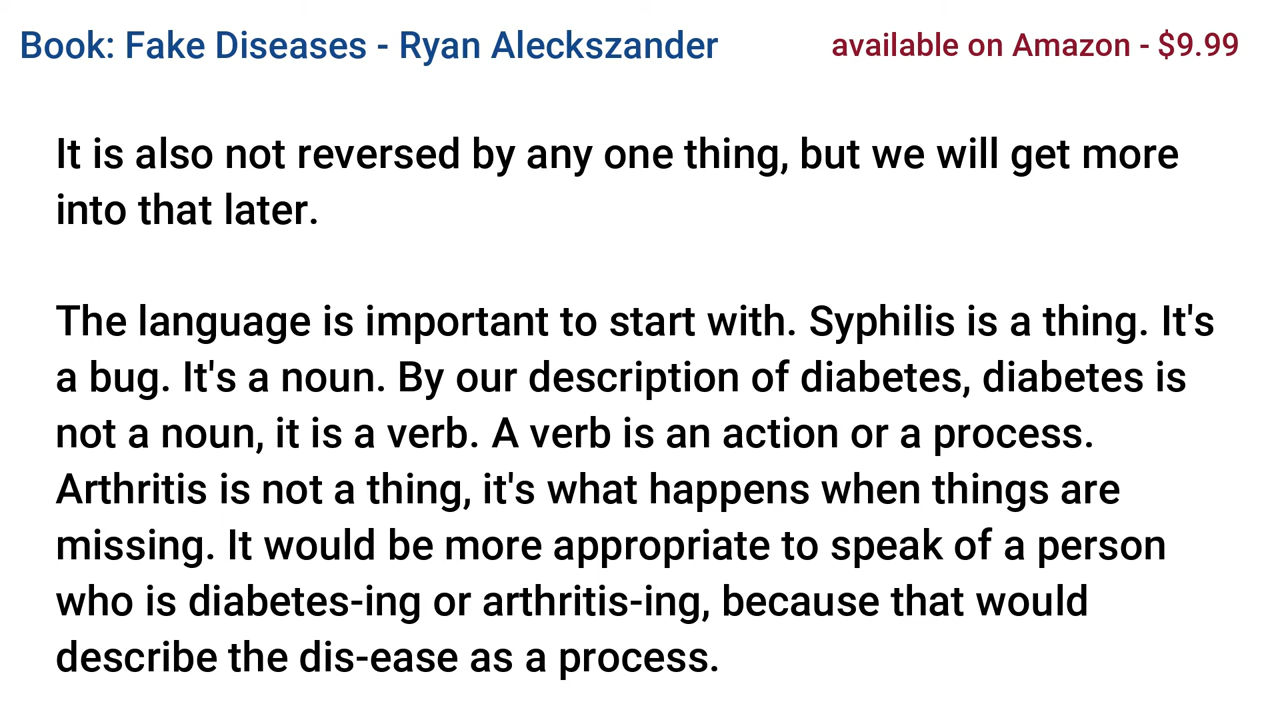 Book: Fake Diseases - Ryan Aleckszander
available on Amazon - $9.99
It is also not reversed by any one thing, but we will get more
into that later.
The language is important to start with. Syphilis is a thing. It's
a bug. It's a noun. By our description of diabetes, diabetes is
not a noun, it is a verb. A verb is an action or a process.
Arthritis is not a thing, it's what happens when things are
missing. It would be more appropriate to speak of a person
who is diabetes-ing or arthritis-ing, because that would
describe the dis-ease as a process.